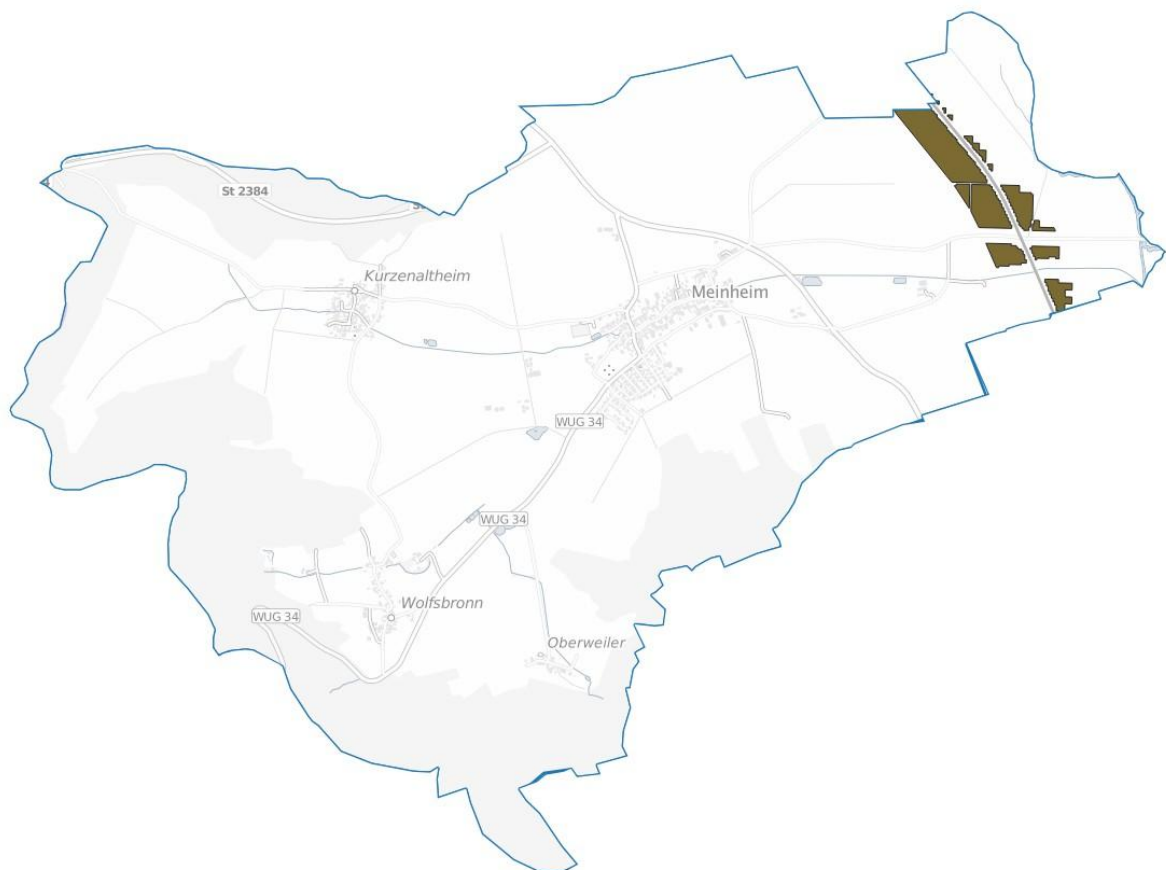 St 2384
Kurzenaltheim
Meinheim
WUG 34
WUG 34
Wolfsbronn
WUG 34
Oberweiler